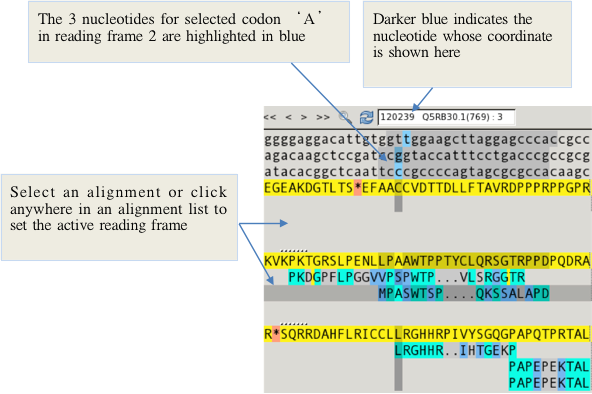 The 3 nucleotides for selected codon ‘A’
in reading frame 2 are highlighted in blue
Darker blue indicates the
nucleotide whose coordinate
is shown here
<< < > >> 120239 Q5RB30.1(769) : 3
gggggaggacattgtggttggaagcttaggagcccaccgcc
agacaagctccgatccggtaccatttcctgaccgccgcg
atacacggctcaattcccgccccagtagcgcgccacaagc
EGEAKDGTLTS*EFAACCVDTTDLLFTAVRDPPPRPPGPR
Select an alignment or click
anywhere in an alignment list to
set the active reading frame
KVKPKTGRSLPENLLPAAWTPPTYCLQRSGTRPPDPQDRA
PKDGPFLPGGVVPSPWTP...VLSRGGTR
MPASWTSP....QKSSALAPD
R*SQRRDAHFLRICCLLRGHHRPIVYSGQGPAPQTPRTAL
LRGHHR..IHTGEKP
PAPEPEKTAL
PAPEPEKTAL